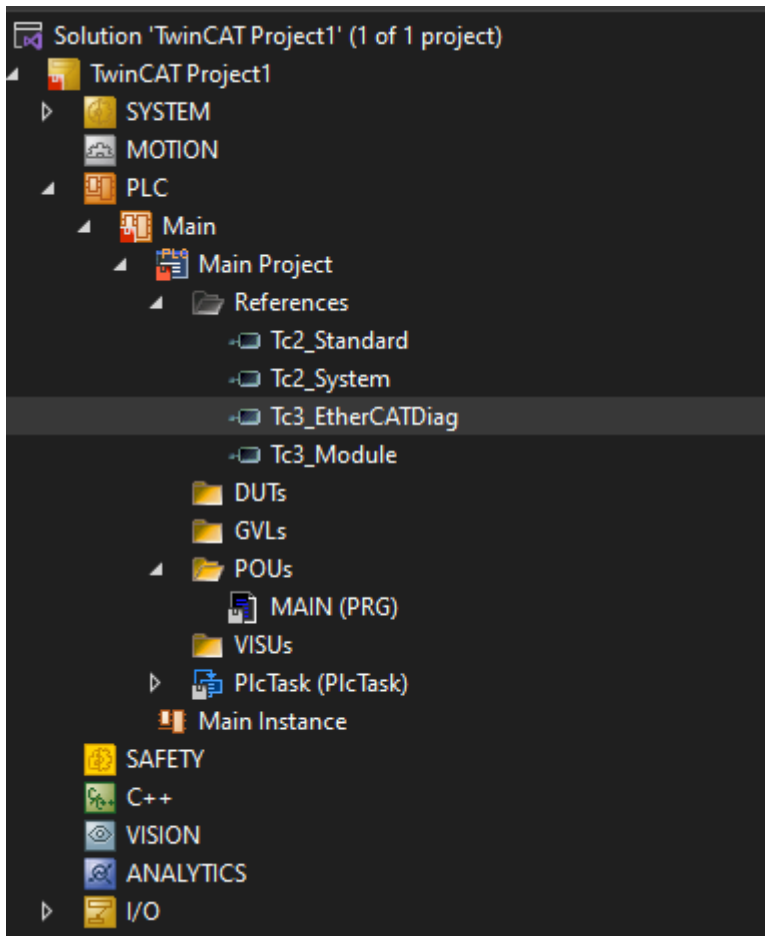 Solution 'TwinCAT Project1' (1 of 1 project)
TwinCAT Project1
SYSTEM
MOTION
PLC
Main
PLC
Main Project
References
Tc2_Standard
Tc2_System
Tc3_EtherCATDiag
Tc3_Module
DUTs
GVLs
POUs
MAIN (PRG)
VISUs
PlcTask (PlcTask)
Main Instance
SAFETY
C++
VISION
ANALYTICS
I/O